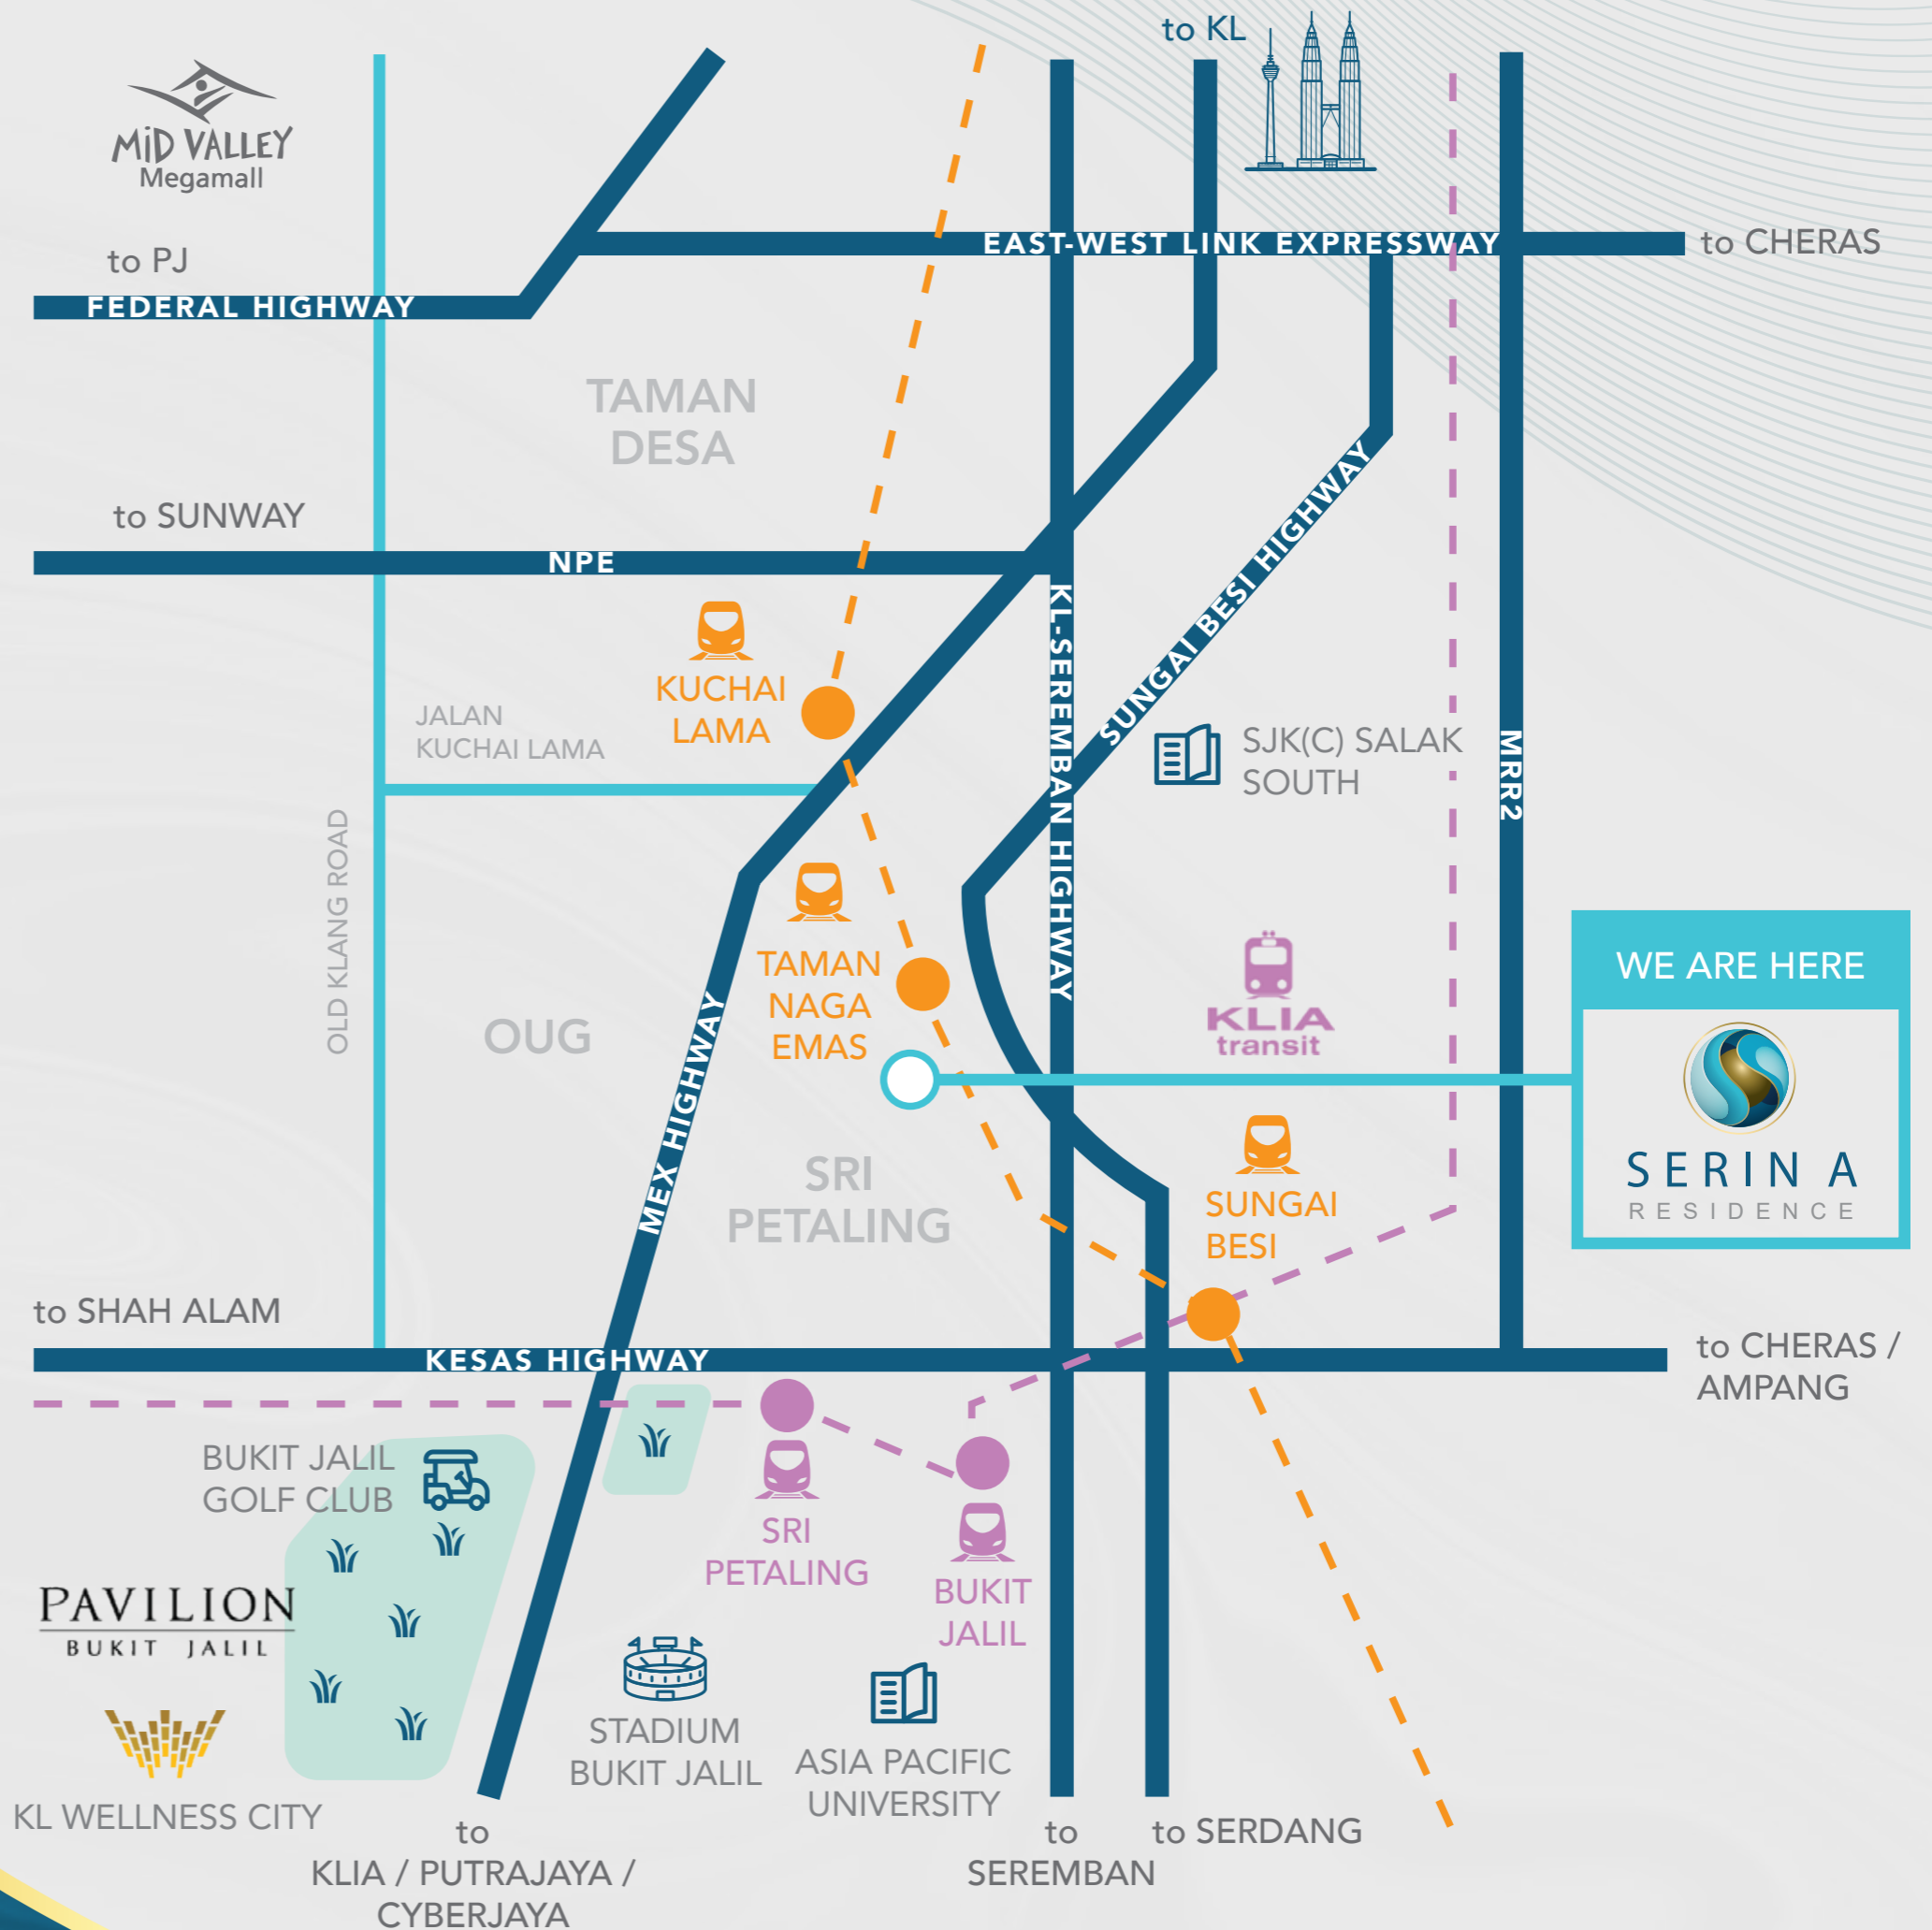 to KL
MiD VALLEY
Megamall
to PJ
EAST-WEST LINK EXPRESSWAY
to CHERAS
FEDERAL HIGHWAY
TAMAN
DESA
to SUNWAY
NPE
SUNGAI BESI HIGHWAY
KL-SEREMBAN HIGHWAY
KUCHAI
LAMA
JALAN
KUCHAI LAMA
SJK(C) SALAK
SOUTH
MRR2
OLD KLANG ROAD
TAMAN
NAGA
EMAS
WE ARE HERE
KLIA
transit
OUG
MEX HIGHWAY
SERIN A
RESIDENCE
SRI
PETALING
SUNGAI
BESI
to SHAH ALAM
KESAS HIGHWAY
to CHERAS /
AMPANG
BUKIT JALIL
GOLF CLUB
SRI
PETALING
BUKIT
JALIL
PAVILION
BUKIT JALIL
STADIUM
BUKIT JALIL
ASIA PACIFIC
UNIVERSITY
KL WELLNESS CITY
to
KLIA / PUTRAJAYA /
CYBERJAYA
to
SEREMBAN
to SERDANG